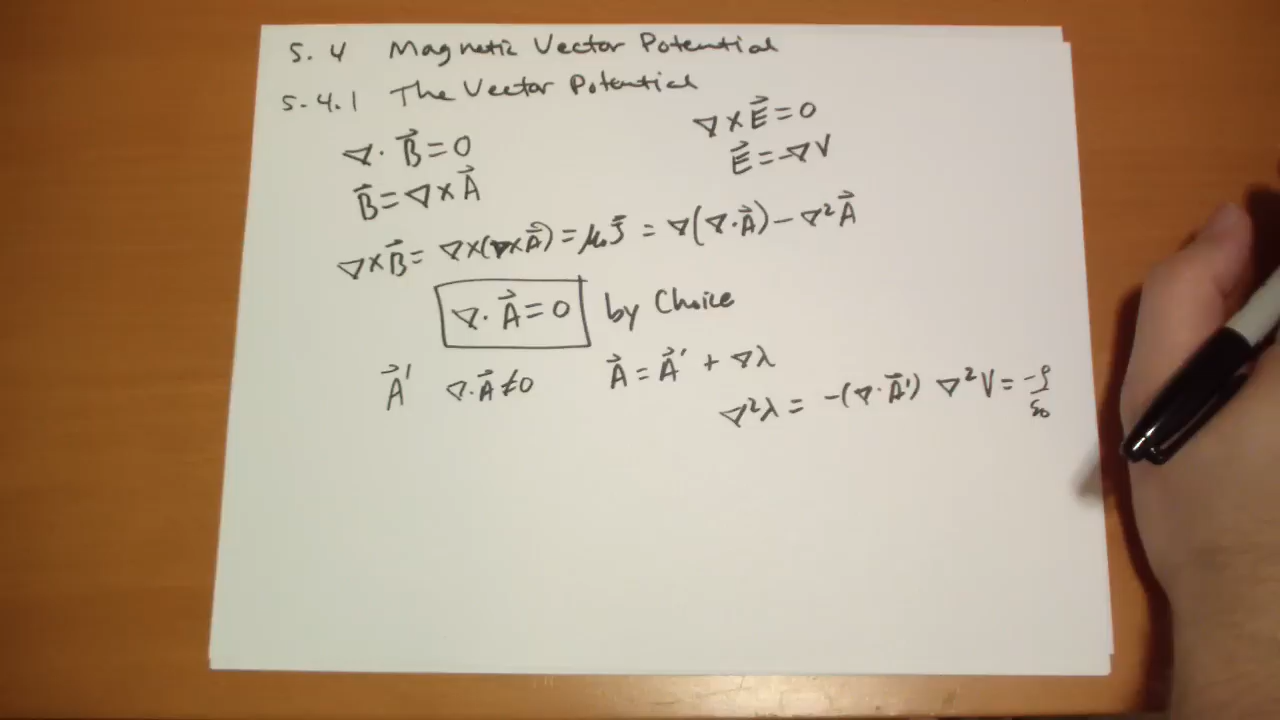 5.4 Magnetic Vector Potential
5.4.1 The Vector Potential
∇ × E⃗ = 0
∇ · B⃗ = 0
E⃗ = -∇V
B⃗ = ∇ × A⃗
∇×B⃗ = ∇×(∇×A⃗) = μ₀J⃗ = ∇(∇·A⃗) - ∇²A⃗
∇ · A⃗ = 0 by Choice
A⃗' ∇·A⃗ ≠ 0 A⃗ = A⃗' + ∇λ
∇²λ = -(∇·A⃗') ∇²V = -ρ/ε₀